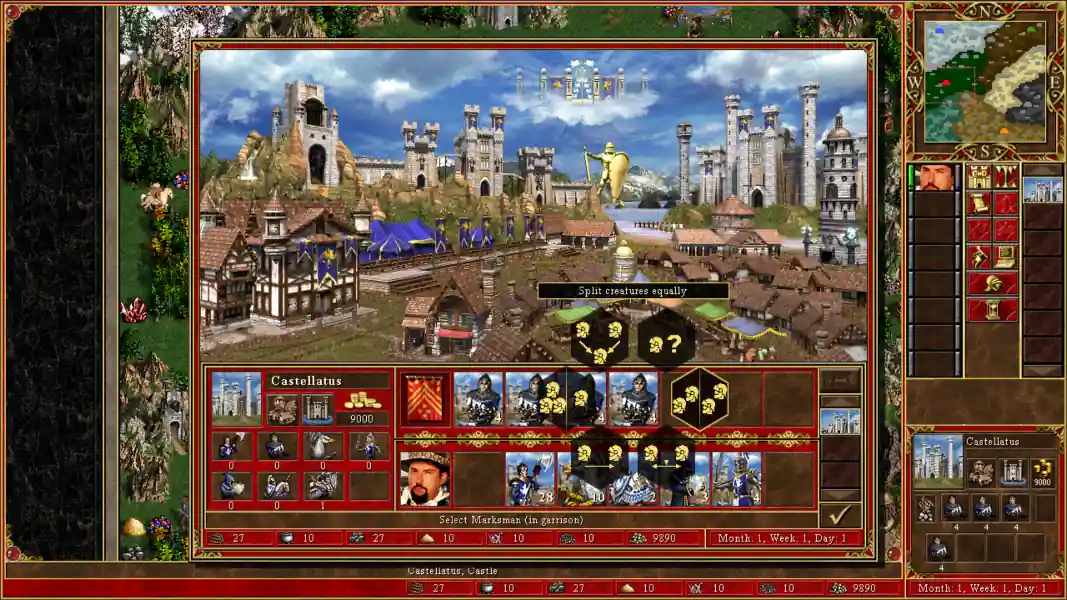 N
W
E
S
Split creatures equally
?
Castellatus
9000
0 0 0 0
0 0 1
28 10 2 3 4
Select Marksman (in garrison)
27 10 27 10 10 10 9890
Month: 1, Week: 1, Day: 1
Castellatus
9000
4 4 4
4
Castellatus, Castle
27 10 27 10 10 10 9890
Month: 1, Week: 1, Day: 1